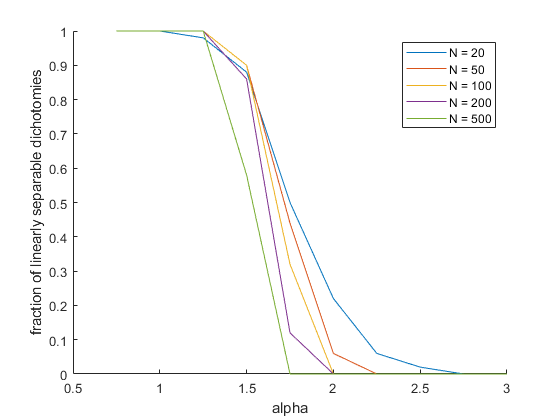 fraction of linearly separable dichotomies
1
0.9
0.8
0.7
0.6
0.5
0.4
0.3
0.2
0.1
0
0.5 1 1.5 2 2.5 3
alpha
N = 20
N = 50
N = 100
N = 200
N = 500